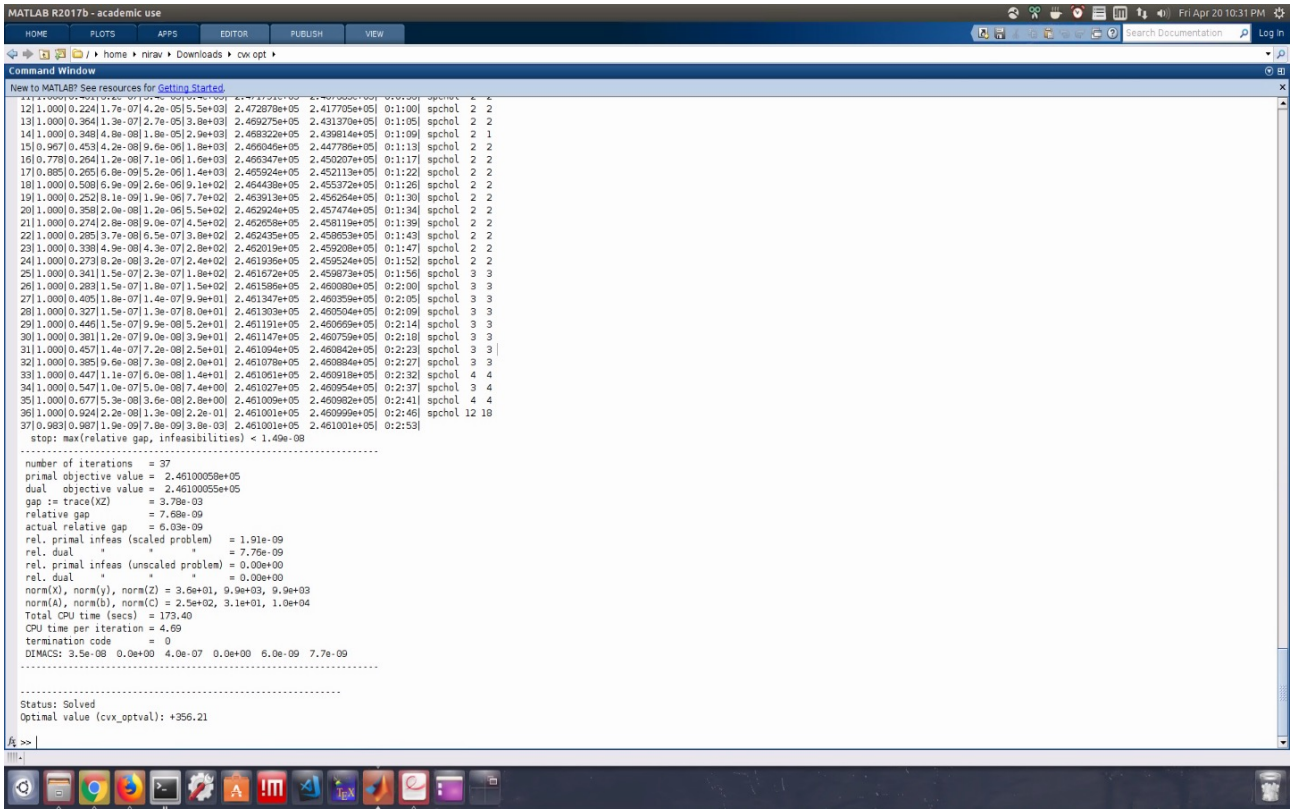 MATLAB R2017b - academic use
Fri Apr 20 10:31 PM
HOME PLOTS APPS EDITOR PUBLISH VIEW
Search Documentation Log In
/ home nirav Downloads cvx opt
Command Window
New to MATLAB? See resources for Getting Started.
12|1.000|0.224|1.7e-07|4.2e-05|5.5e+03| 2.472878e+05 2.417705e+05| 0:1:00| spchol 2 2
13|1.000|0.364|1.3e-07|2.7e-05|3.8e+03| 2.469275e+05 2.431370e+05| 0:1:05| spchol 2 2
14|1.000|0.348|4.8e-08|1.8e-05|2.9e+03| 2.468322e+05 2.439814e+05| 0:1:09| spchol 2 1
15|0.967|0.453|4.2e-08|9.6e-06|1.8e+03| 2.466046e+05 2.447786e+05| 0:1:13| spchol 2 2
16|0.778|0.264|1.2e-08|7.1e-06|1.6e+03| 2.466347e+05 2.450207e+05| 0:1:17| spchol 2 2
17|0.885|0.265|6.8e-09|5.2e-06|1.4e+03| 2.465924e+05 2.452113e+05| 0:1:22| spchol 2 2
18|1.000|0.508|6.9e-09|2.6e-06|9.1e+02| 2.464438e+05 2.455372e+05| 0:1:26| spchol 2 2
19|1.000|0.252|8.1e-09|1.9e-06|7.7e+02| 2.463913e+05 2.456264e+05| 0:1:30| spchol 2 2
20|1.000|0.358|2.0e-08|1.2e-06|5.5e+02| 2.462924e+05 2.457474e+05| 0:1:34| spchol 2 2
21|1.000|0.274|2.8e-08|9.0e-07|4.5e+02| 2.462658e+05 2.458119e+05| 0:1:39| spchol 2 2
22|1.000|0.285|3.7e-08|6.5e-07|3.8e+02| 2.462435e+05 2.458653e+05| 0:1:43| spchol 2 2
23|1.000|0.338|4.9e-08|4.3e-07|2.8e+02| 2.462019e+05 2.459208e+05| 0:1:47| spchol 2 2
24|1.000|0.273|8.2e-08|3.2e-07|2.4e+02| 2.461936e+05 2.459524e+05| 0:1:52| spchol 2 2
25|1.000|0.341|1.5e-07|2.3e-07|1.8e+02| 2.461672e+05 2.459873e+05| 0:1:56| spchol 3 3
26|1.000|0.283|1.5e-07|1.8e-07|1.5e+02| 2.461586e+05 2.460080e+05| 0:2:00| spchol 3 3
27|1.000|0.405|1.8e-07|1.4e-07|9.9e+01| 2.461347e+05 2.460359e+05| 0:2:05| spchol 3 3
28|1.000|0.327|1.5e-07|1.3e-07|8.0e+01| 2.461303e+05 2.460504e+05| 0:2:09| spchol 3 3
29|1.000|0.446|1.5e-07|9.9e-08|5.2e+01| 2.461191e+05 2.460669e+05| 0:2:14| spchol 3 3
30|1.000|0.381|1.2e-07|9.0e-08|3.9e+01| 2.461147e+05 2.460759e+05| 0:2:18| spchol 3 3
31|1.000|0.457|1.4e-07|7.2e-08|2.5e+01| 2.461094e+05 2.460842e+05| 0:2:23| spchol 3 3
32|1.000|0.385|9.6e-08|7.3e-08|2.0e+01| 2.461078e+05 2.460884e+05| 0:2:27| spchol 3 3
33|1.000|0.447|1.1e-07|6.0e-08|1.4e+01| 2.461061e+05 2.460918e+05| 0:2:32| spchol 4 4
34|1.000|0.547|1.0e-07|5.0e-08|7.4e+00| 2.461027e+05 2.460954e+05| 0:2:37| spchol 3 4
35|1.000|0.677|5.3e-08|3.6e-08|2.8e+00| 2.461009e+05 2.460982e+05| 0:2:41| spchol 4 4
36|1.000|0.924|2.2e-08|1.3e-08|2.2e-01| 2.461001e+05 2.460999e+05| 0:2:46| spchol 12 18
37|0.983|0.987|1.9e-09|7.8e-09|3.8e-03| 2.461001e+05 2.461001e+05| 0:2:53|
stop: max(relative gap, infeasibilities) < 1.49e-08
-------------------------------------------------------------------
number of iterations = 37
primal objective value = 2.46100058e+05
dual objective value = 2.46100055e+05
gap := trace(XZ) = 3.78e-03
relative gap = 7.68e-09
actual relative gap = 6.03e-09
rel. primal infeas (scaled problem) = 1.91e-09
rel. dual " " " = 7.76e-09
rel. primal infeas (unscaled problem) = 0.00e+00
rel. dual " " " = 0.00e+00
norm(X), norm(y), norm(Z) = 3.6e+01, 9.9e+03, 9.9e+03
norm(A), norm(b), norm(C) = 2.5e+02, 3.1e+01, 1.0e+04
Total CPU time (secs) = 173.40
CPU time per iteration = 4.69
termination code = 0
DIMACS: 3.5e-08 0.0e+00 4.0e-07 0.0e+00 6.0e-09 7.7e-09
-------------------------------------------------------------------
------------------------------------------------------------
Status: Solved
Optimal value (cvx_optval): +356.21
fx >>